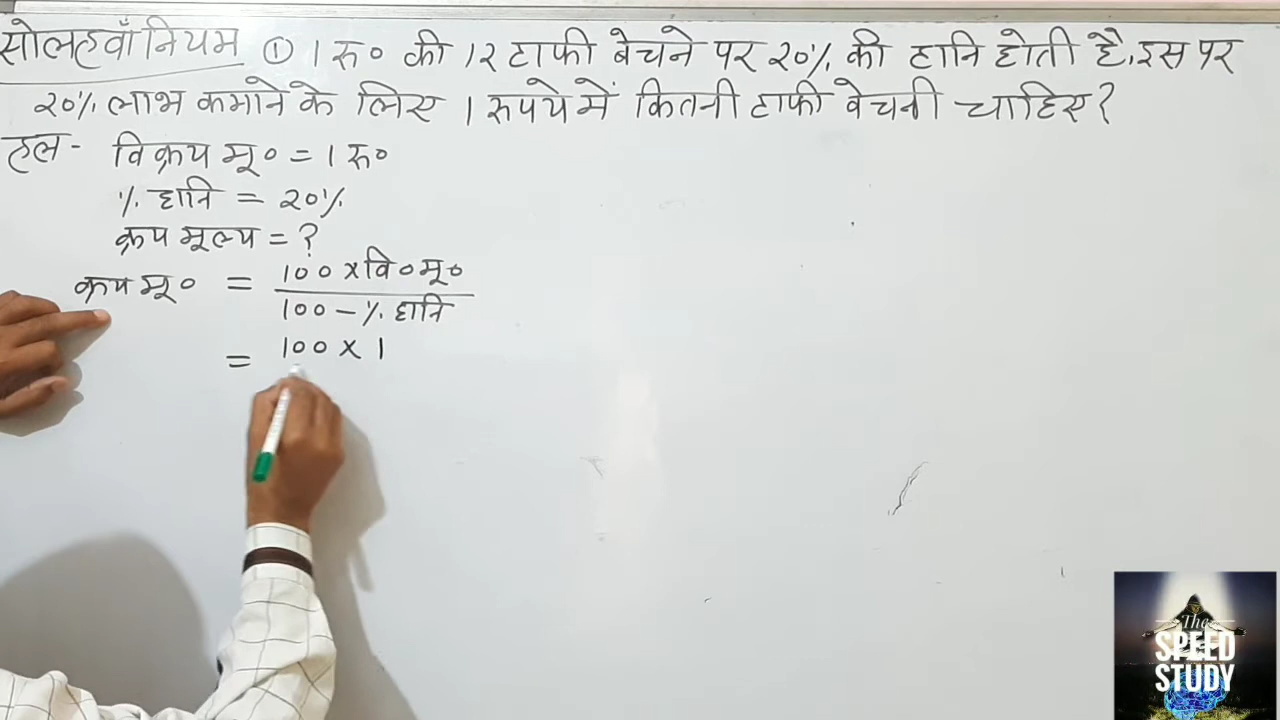 सोलहवाँ नियम ① 1 रु० की 12 टाफी बेचने पर 20% की हानि होती है, इस पर
20% लाभ कमाने के लिए 1 रुपये में कितनी टाफी बेचनी चाहिए?
हल- विक्रय मू० = 1 रु०
% हानि = 20%
क्रय मूल्य = ?
क्रय मू० = 100 x वि० मू०
100 - % हानि
= 100 x 1
The
SPEED
STUDY